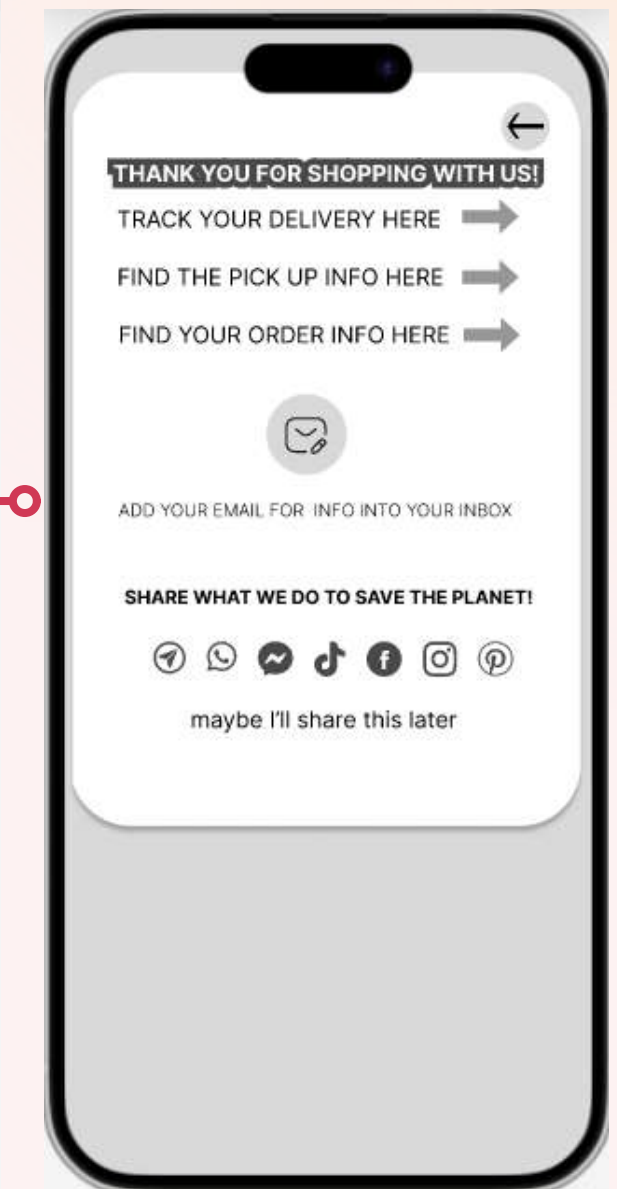 THANK YOU FOR SHOPPING WITH US!
TRACK YOUR DELIVERY HERE
FIND THE PICK UP INFO HERE
FIND YOUR ORDER INFO HERE
ADD YOUR EMAIL FOR INFO INTO YOUR INBOX
SHARE WHAT WE DO TO SAVE THE PLANET!
maybe I'll share this later